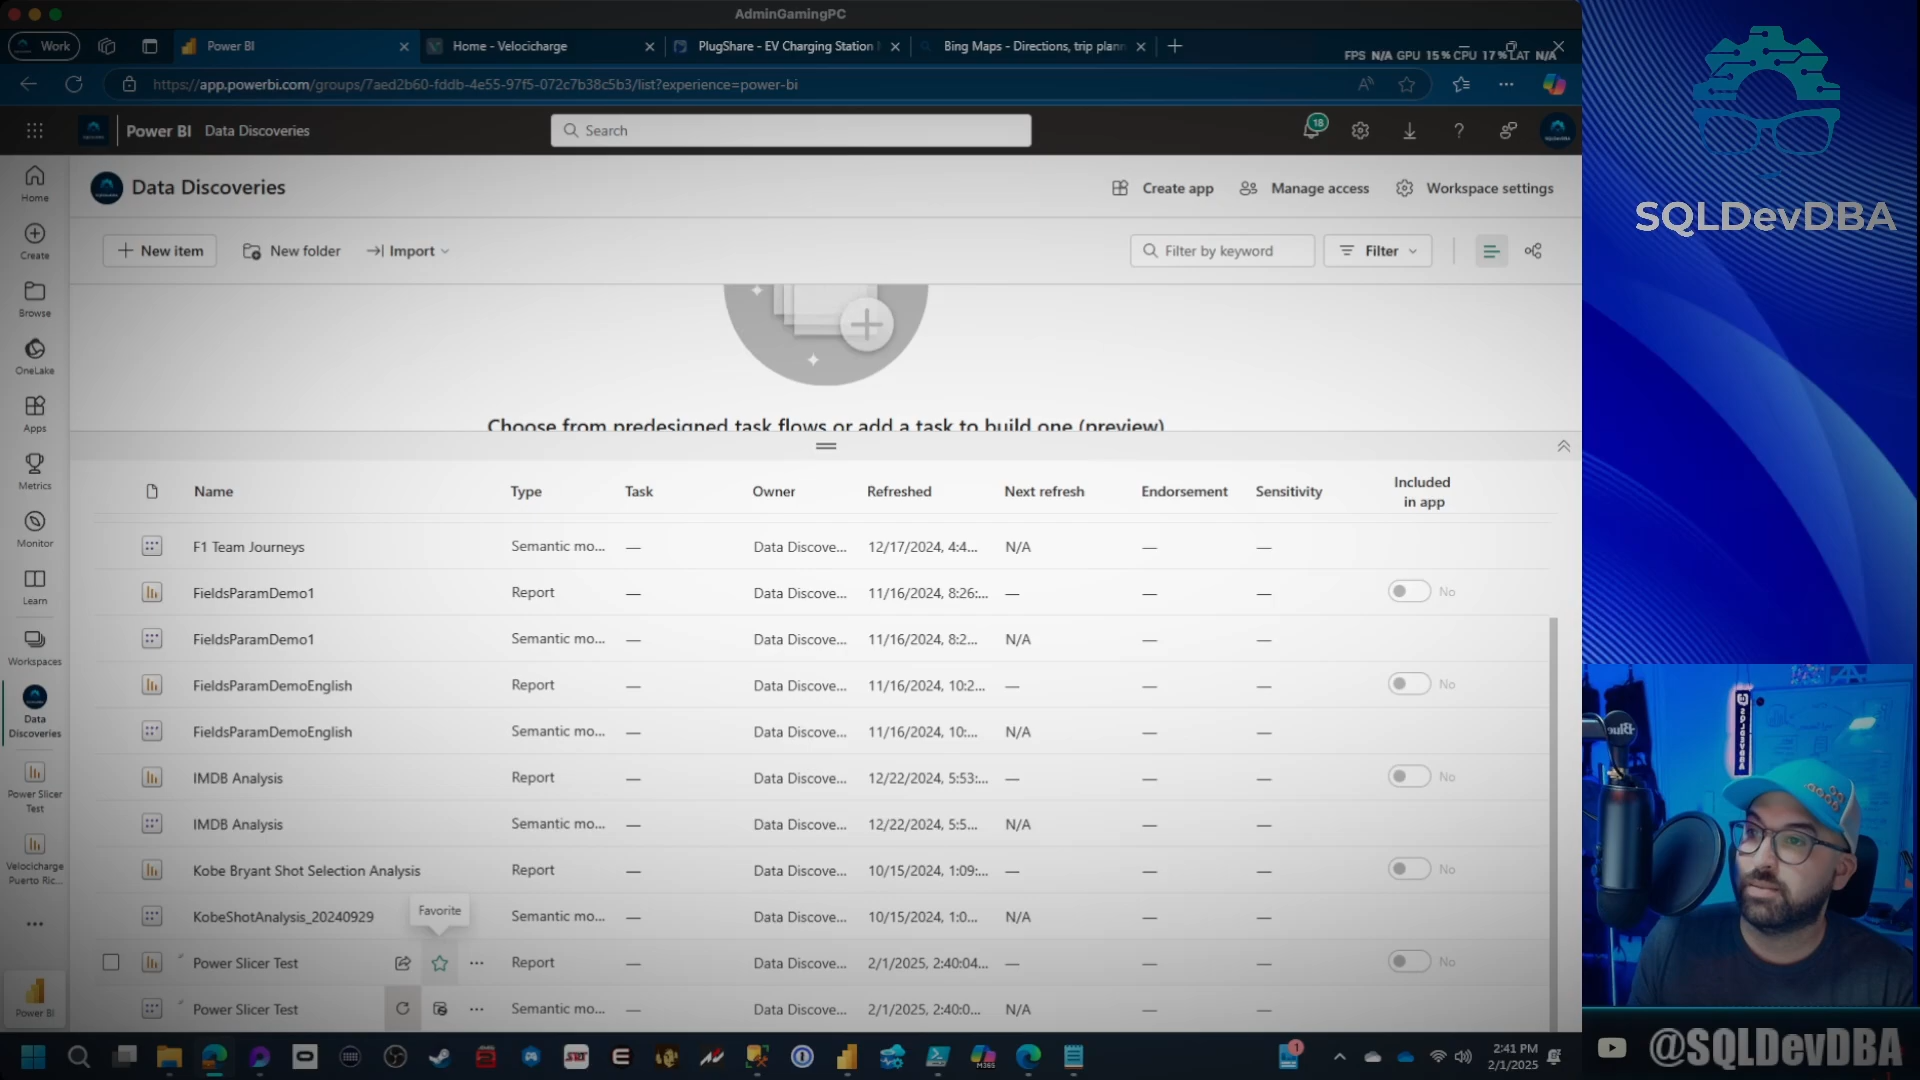 AdminGamingPC
Work
Power BI
Home - Velocicharge
PlugShare - EV Charging Station
Bing Maps - Directions, trip plann
FPS N/A GPU 15 % CPU 17 % LAT N/A
https://app.powerbi.com/groups/7aed2b60-fddb-4e55-97f5-072c7b38c5b3/list?experience=power-bi
Power BI Data Discoveries
Search
18
Data Discoveries
Create app
Manage access
Workspace settings
New item
New folder
Import
Filter by keyword
Filter
Choose from predesigned task flows or add a task to build one (preview)
Name Type Task Owner Refreshed Next refresh Endorsement Sensitivity Included in app
F1 Team Journeys Semantic mo... — Data Discove... 12/17/2024, 4:4... N/A — —
FieldsParamDemo1 Report — Data Discove... 11/16/2024, 8:26:... — — — No
FieldsParamDemo1 Semantic mo... — Data Discove... 11/16/2024, 8:2... N/A — —
FieldsParamDemoEnglish Report — Data Discove... 11/16/2024, 10:2... — — — No
FieldsParamDemoEnglish Semantic mo... — Data Discove... 11/16/2024, 10:... N/A — —
IMDB Analysis Report — Data Discove... 12/22/2024, 5:53:... — — — No
IMDB Analysis Semantic mo... — Data Discove... 12/22/2024, 5:5... N/A — —
Kobe Bryant Shot Selection Analysis Report — Data Discove... 10/15/2024, 1:09:... — — — No
Favorite
KobeShotAnalysis_20240929 Semantic mo... — Data Discove... 10/15/2024, 1:0... N/A — —
Power Slicer Test Report — Data Discove... 2/1/2025, 2:40:04... — — — No
Power Slicer Test Semantic mo... — Data Discove... 2/1/2025, 2:40:0... N/A — —
Home
Create
Browse
OneLake
Apps
Metrics
Monitor
Learn
Workspaces
Data
Discoveries
Power Slicer
Test
Velocicharge
Puerto Ric...
Power BI
SRT
M365
1
2:41 PM
2/1/2025
SQLDevDBA
Blue
SQLDevDBA
@SQLDevDBA